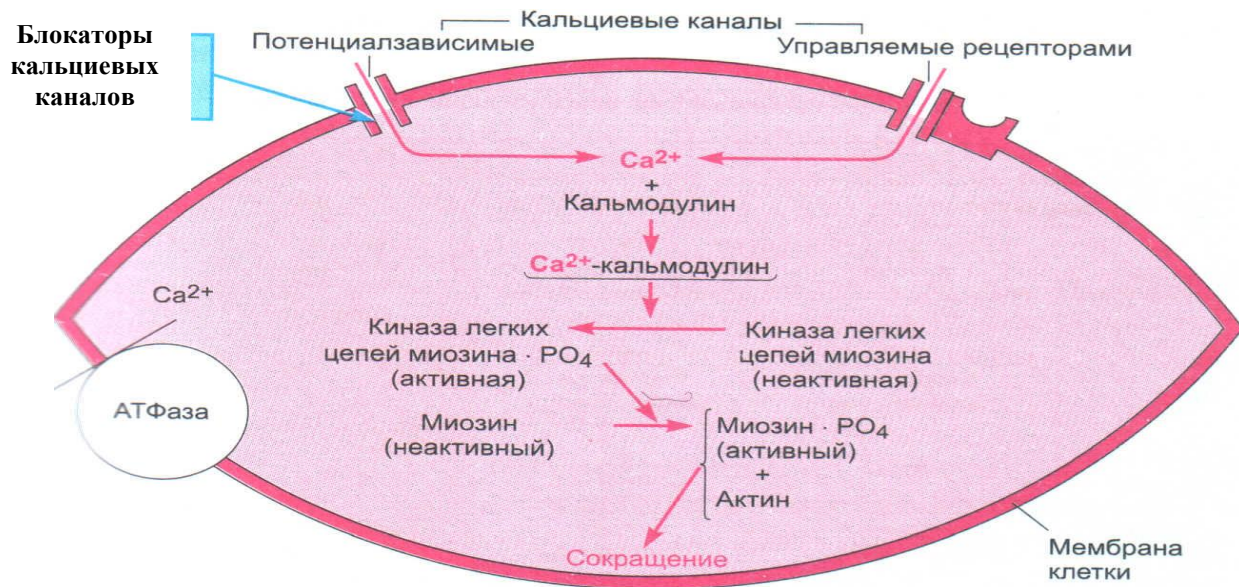 Блокаторы
кальциевых
каналов
Кальциевые каналы
Потенциалзависимые
Управляемые рецепторами
Ca2+
+
Кальмодулин
Ca2+-кальмодулин
Ca2+
Киназа легких
цепей миозина · PO4
(активная)
Киназа легких
цепей миозина
(неактивная)
АТФаза
Миозин
(неактивный)
Миозин · PO4
(активный)
+
Актин
Сокращение
Мембрана
клетки